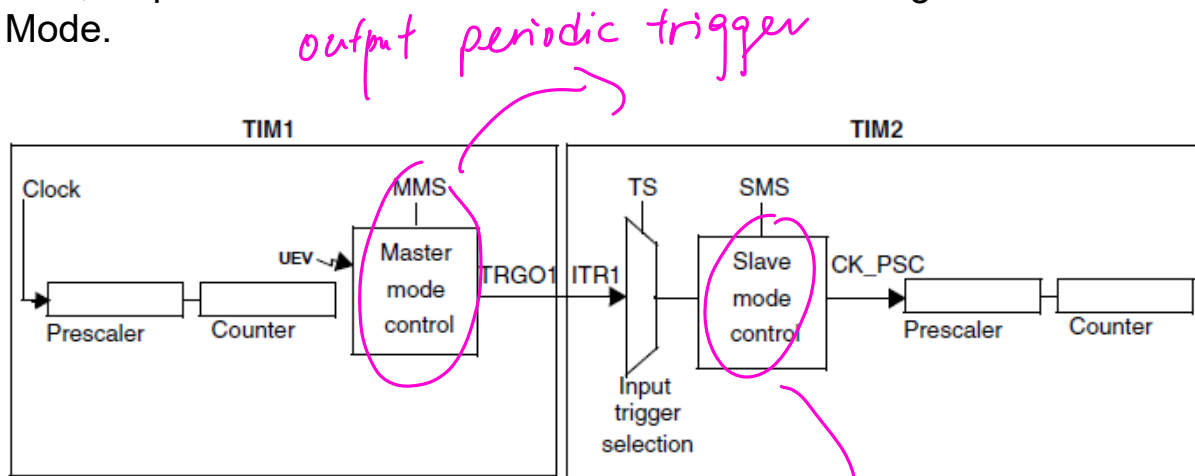 Mode.
output periodic trigger
TIM1
TIM2
Clock
MMS
TS
SMS
UEV
Master
mode
control
TRGO1
ITR1
Slave
mode
control
CK_PSC
Prescaler
Counter
Prescaler
Counter
Input
trigger
selection